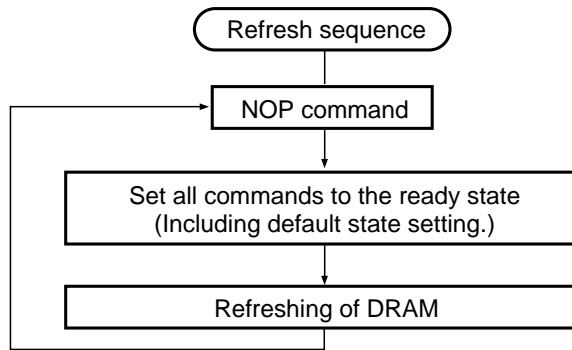 Refresh sequence
NOP command
Set all commands to the ready state
(Including default state setting.)
Refreshing of DRAM